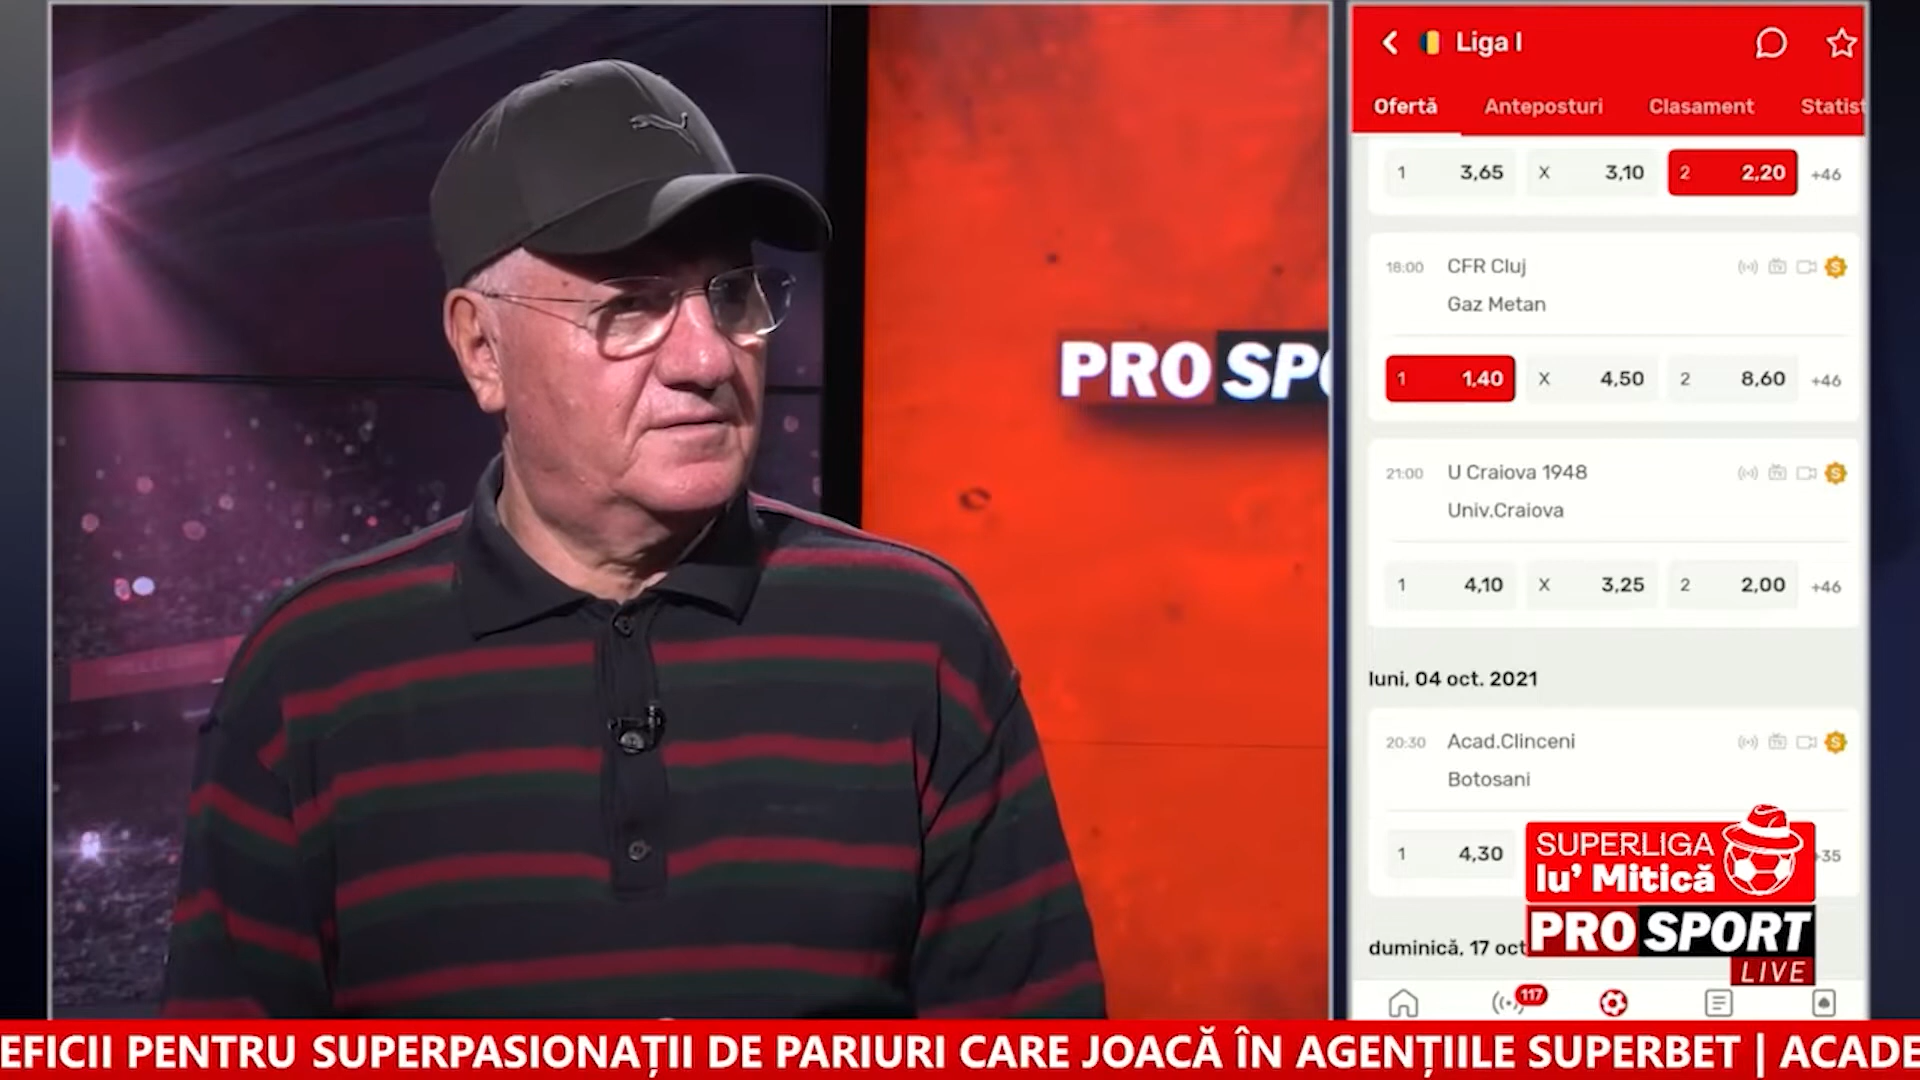 PRO SPO
Liga I
Ofertă Anteposturi Clasament Statist
1 3,65 X 3,10 2 2,20 +46
18:00 CFR Cluj
Gaz Metan
1 1,40 X 4,50 2 8,60 +46
21:00 U Craiova 1948
Univ.Craiova
1 4,10 X 3,25 2 2,00 +46
luni, 04 oct. 2021
20:30 Acad.Clinceni
Botosani
1 4,30 +35
SUPERLIGA
lu' Mitică
PRO SPORT
LIVE
duminică, 17 oct
117
EFICII PENTRU SUPERPASIONAȚII DE PARIURI CARE JOACĂ ÎN AGENȚIILE SUPERBET | ACADE